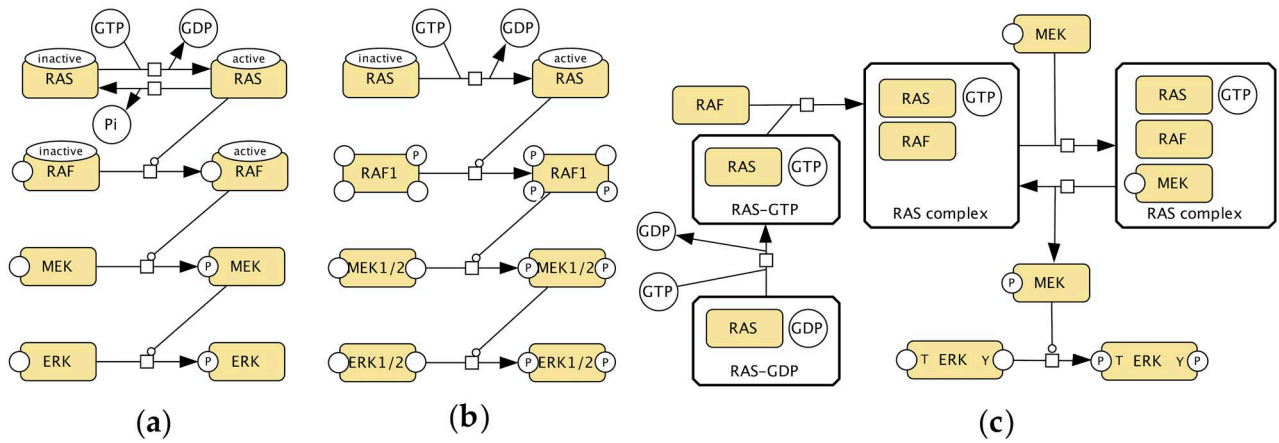 GTP
GDP
inactive
RAS
active
RAS
Pi
inactive
RAF
active
RAF
MEK
P
MEK
ERK
P
ERK
(a)
GTP
GDP
inactive
RAS
active
RAS
P
RAF1
P
RAF1
P
P
MEK1/2
P
MEK1/2
P
ERK1/2
P
ERK1/2
P
(b)
MEK
RAF
RAS
GTP
RAF
RAS complex
RAS
GTP
RAF
MEK
RAS complex
RAS
GTP
RAS-GTP
GDP
GTP
RAS
GDP
RAS-GDP
P
MEK
T ERK Y
P
T ERK Y
P
(c)